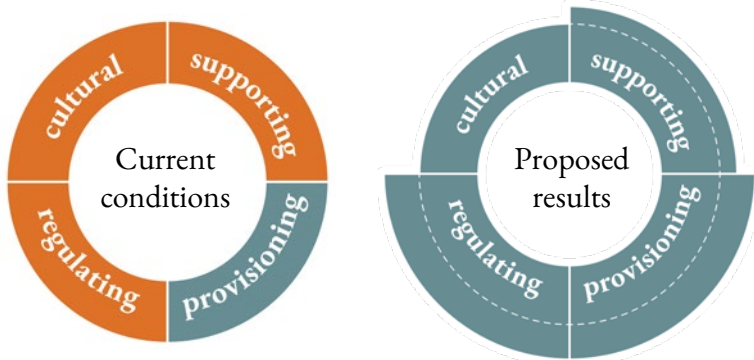 cultural
supporting
Current
conditions
regulating
provisioning
cultural
supporting
Proposed
results
regulating
provisioning